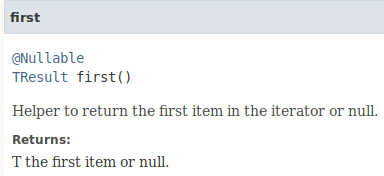 first
@Nullable
TResult first()
Helper to return the first item in the iterator or null.
Returns:
T the first item or null.